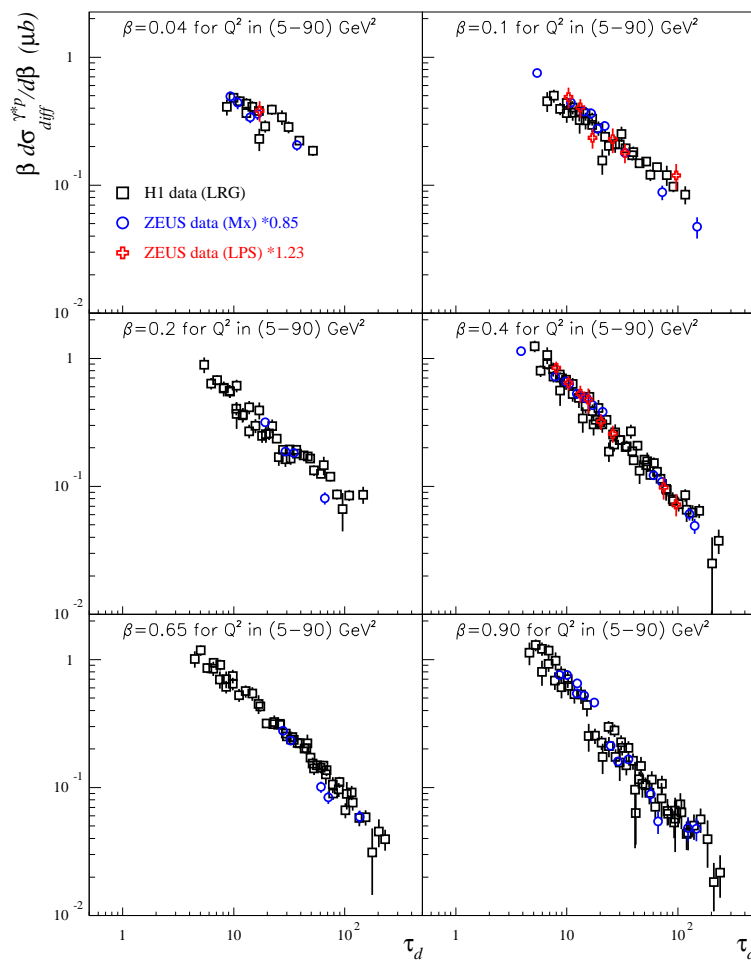 β dσ^γ*p_diff/dβ (μb)
β=0.04 for Q² in (5−90) GeV²
β=0.1 for Q² in (5−90) GeV²
1
10⁻¹
10⁻²
H1 data (LRG)
ZEUS data (Mx) *0.85
ZEUS data (LPS) *1.23
β=0.2 for Q² in (5−90) GeV²
β=0.4 for Q² in (5−90) GeV²
1
10⁻¹
10⁻²
β=0.65 for Q² in (5−90) GeV²
β=0.90 for Q² in (5−90) GeV²
1
10⁻¹
10⁻²
1 10 10² τ_d
1 10 10² τ_d